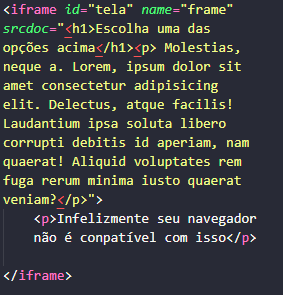 <iframe id="tela" name="frame"
srcdoc="<h1>Escolha uma das
opções acima</h1><p> Molestias,
neque a. Lorem, ipsum dolor sit
amet consectetur adipisicing
elit. Delectus, atque facilis!
Laudantium ipsa soluta libero
corrupti debitis id aperiam, nam
quaerat! Aliquid voluptates rem
fuga rerum minima iusto quaerat
veniam?</p>">
<p>Infelizmente seu navegador
não é conpatível com isso</p>
</iframe>